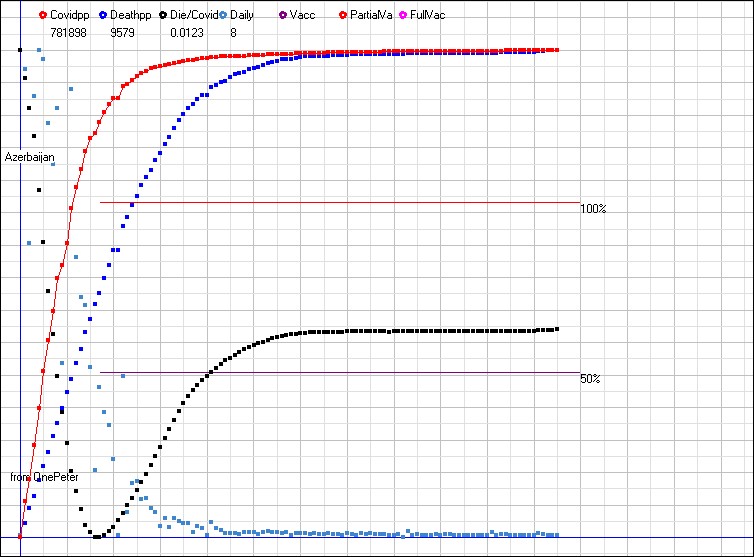 Covidpp Deathpp Die/Covid Daily Vacc PartialVa FullVac
781898 9579 0.0123 8
Azerbaijan
100%
50%
from OnePeter